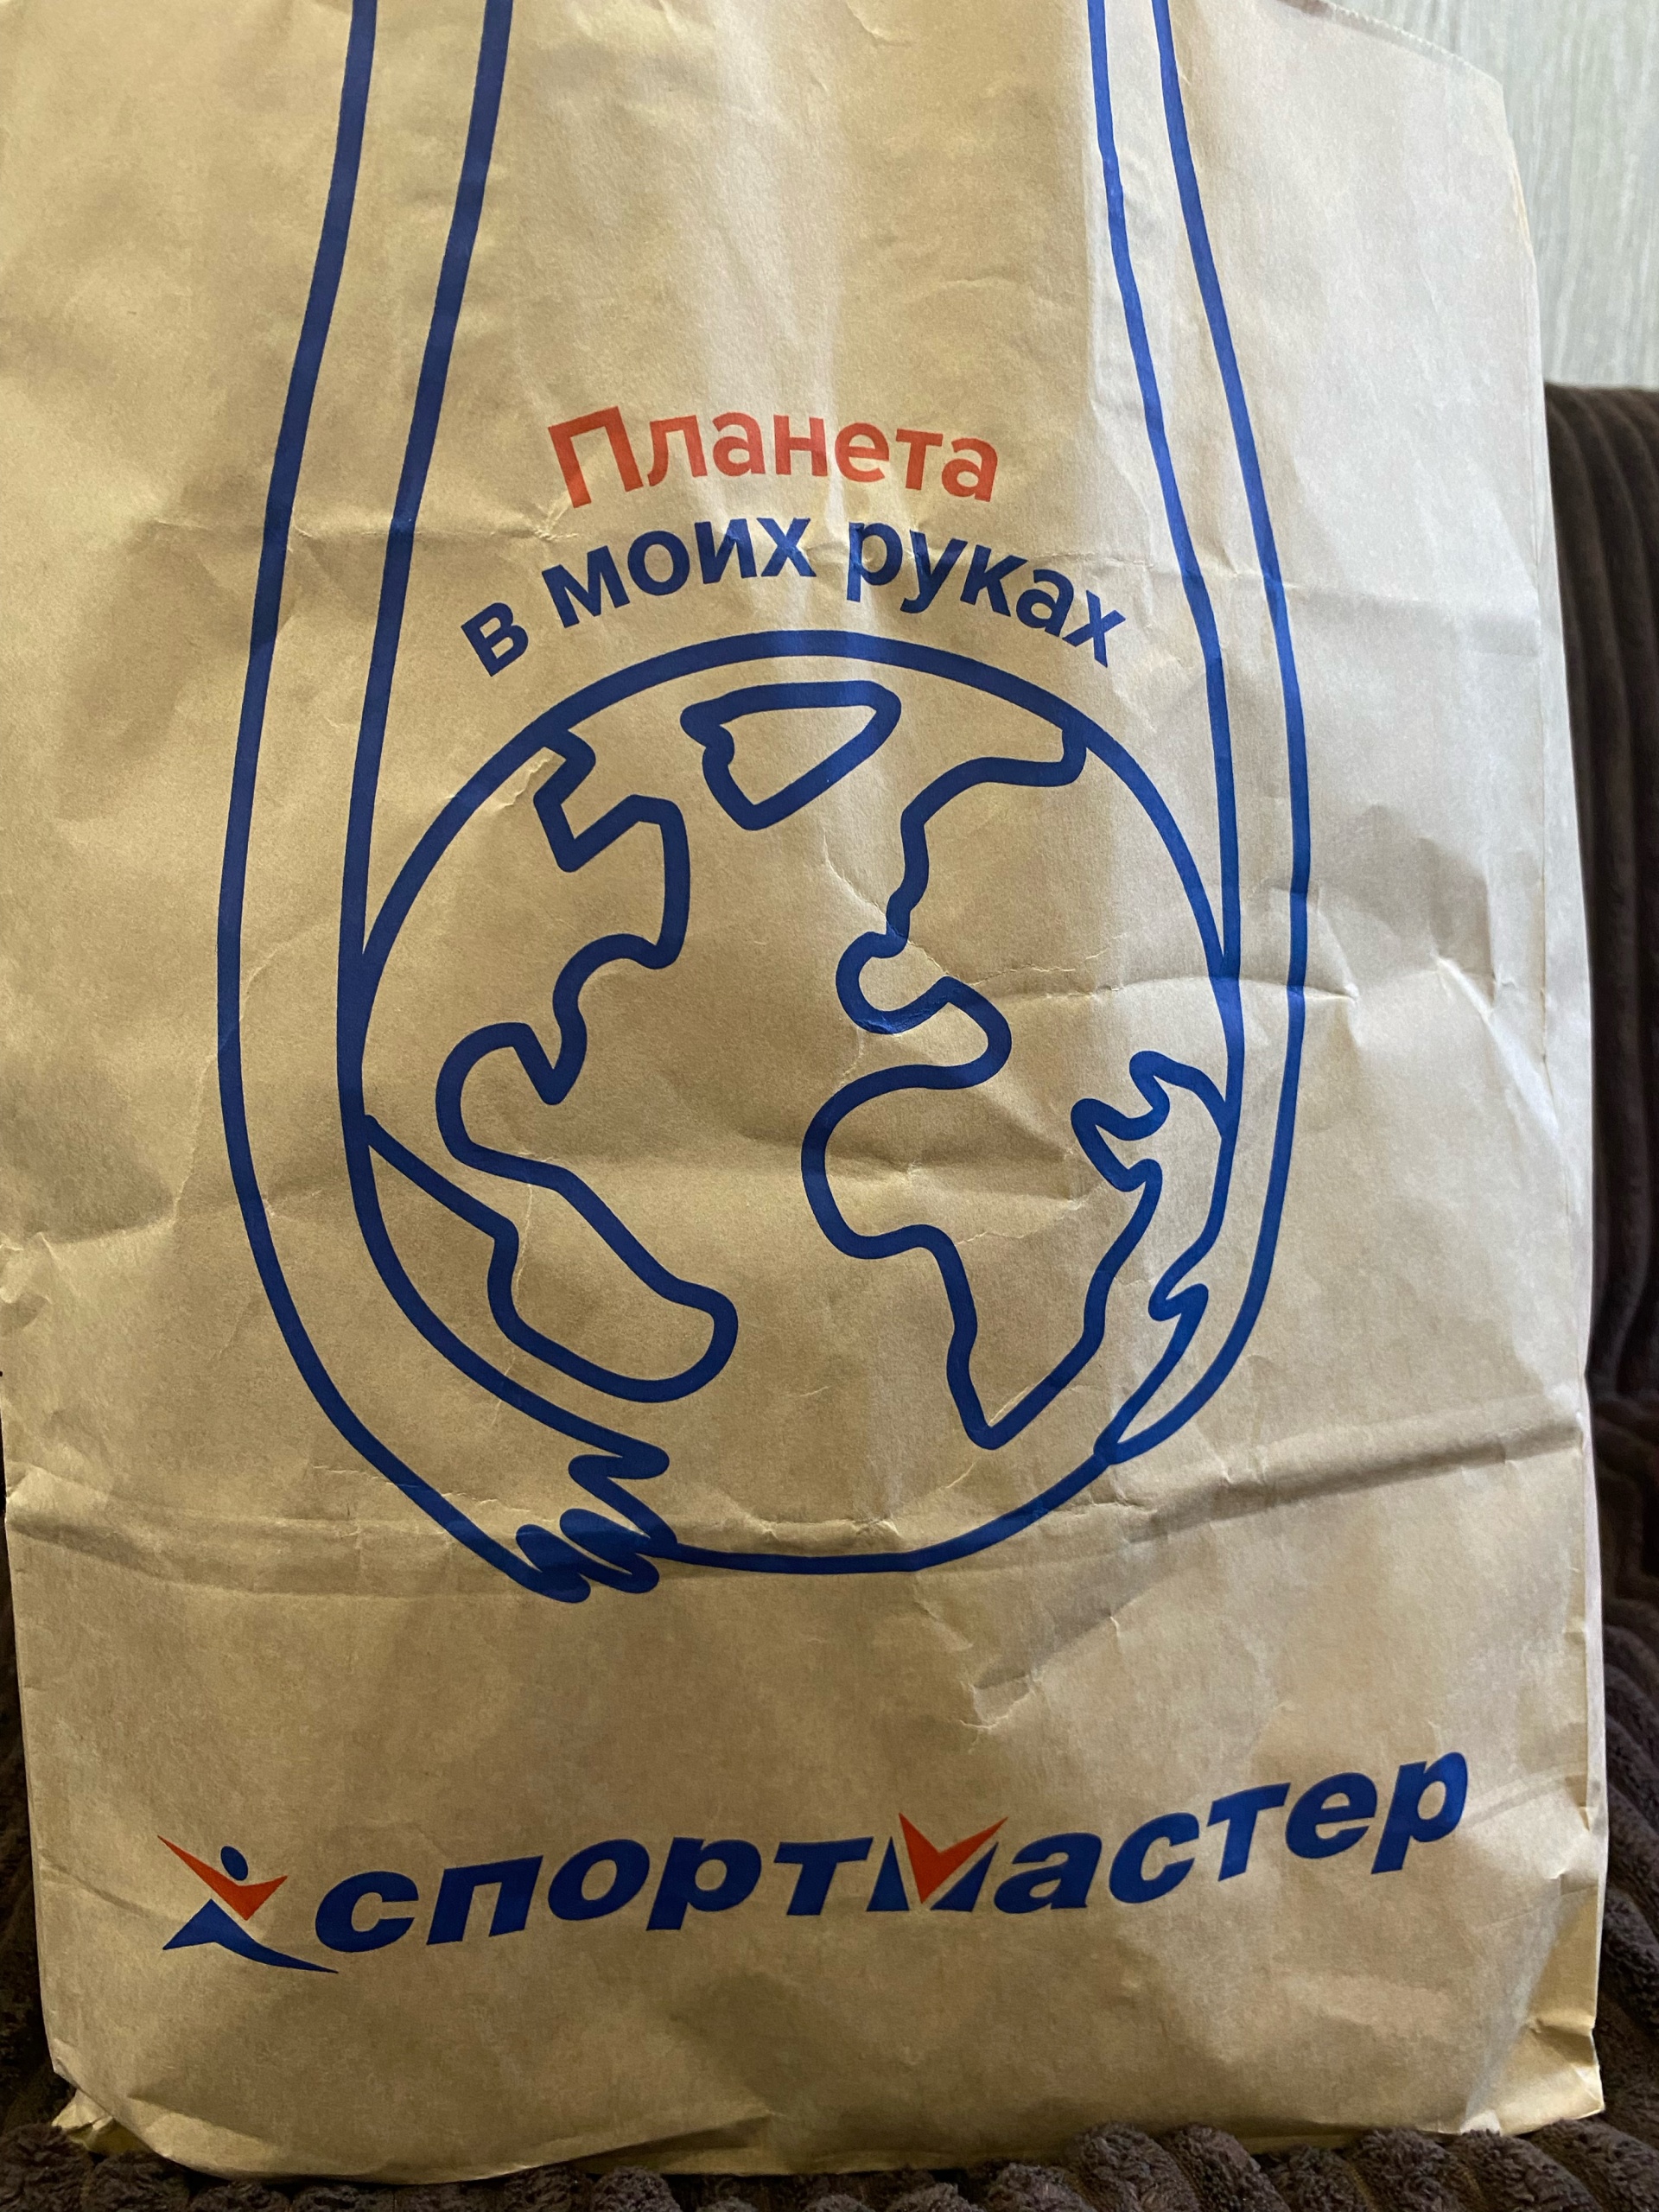 Планета
в моих руках
спортмастер